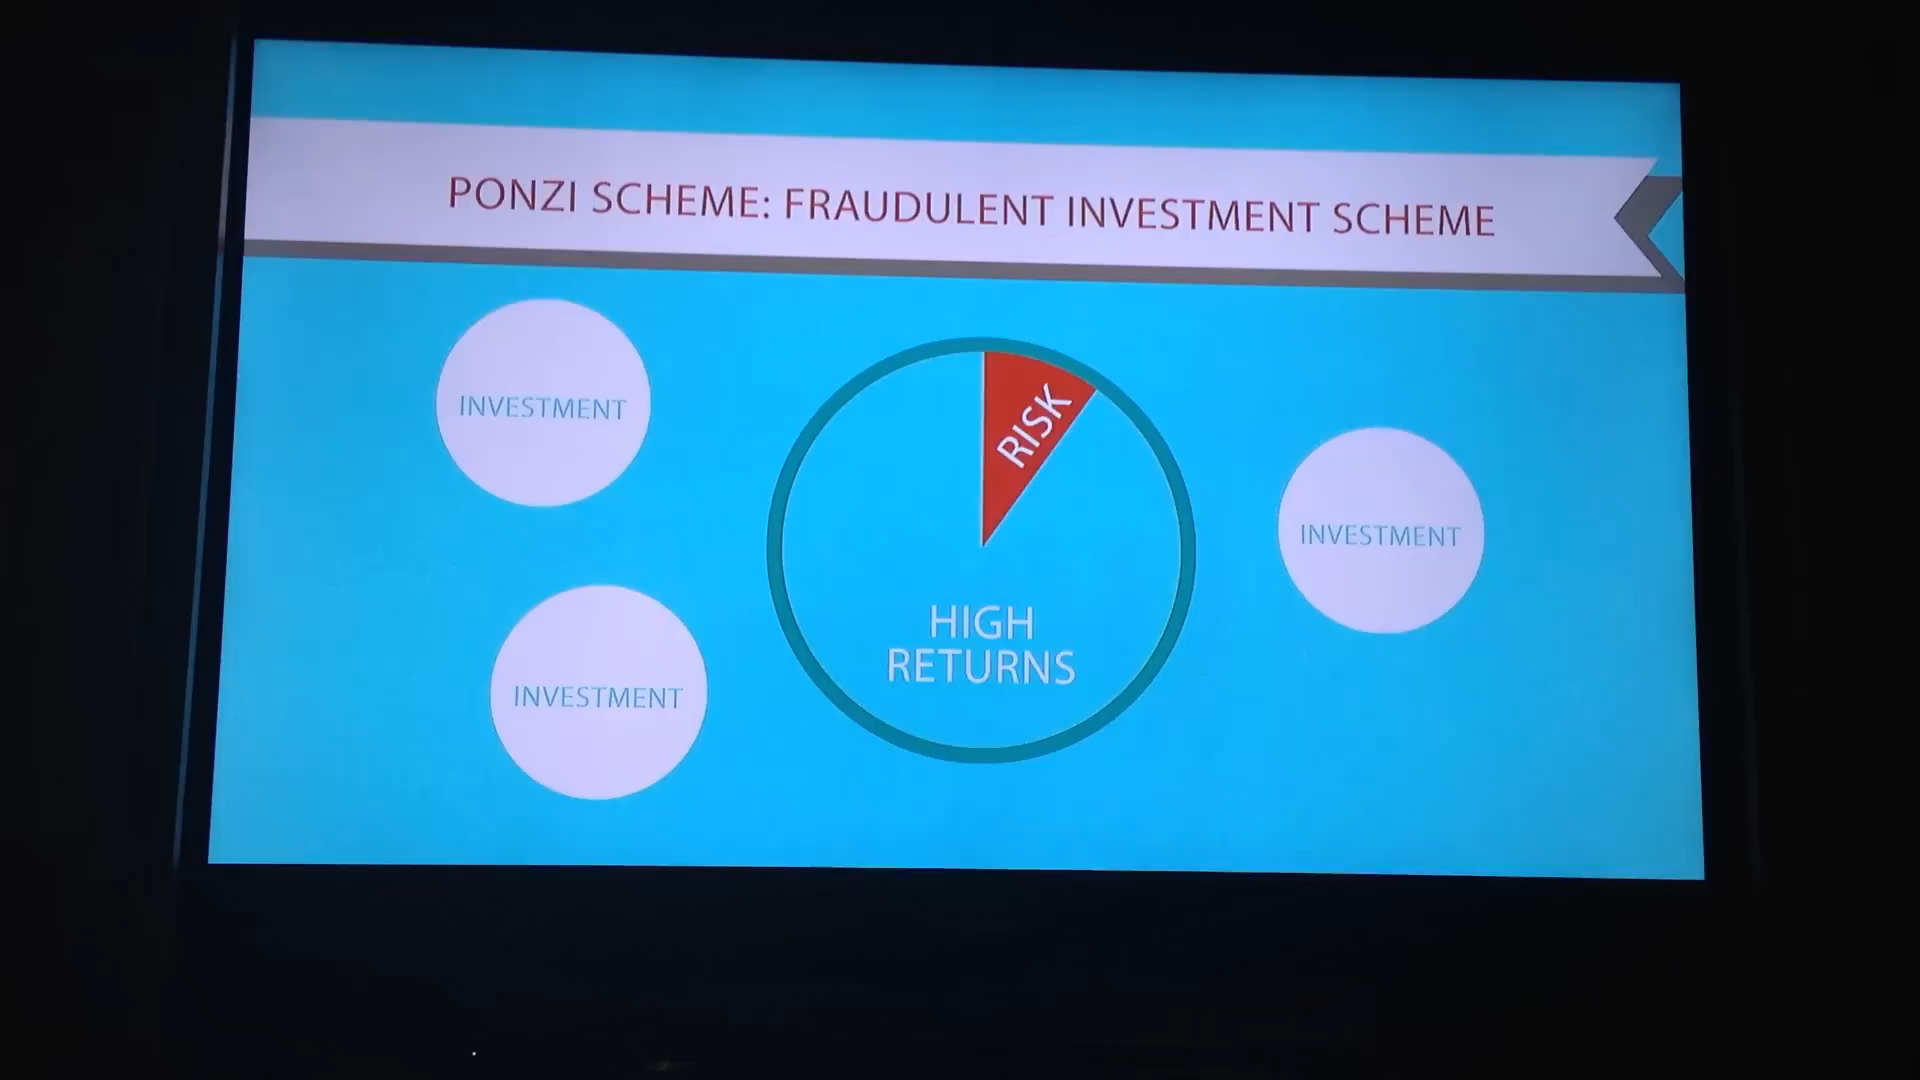 PONZI SCHEME: FRAUDULENT INVESTMENT SCHEME
INVESTMENT
RISK
INVESTMENT
HIGH
RETURNS
INVESTMENT